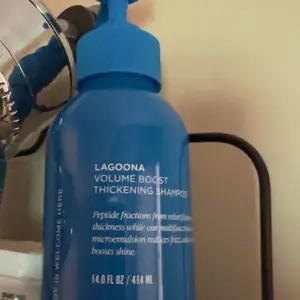 LAGOONA
VOLUME BOOST
THICKENING SHAMPOO
Peptide fractions from
thickness while our
microemulsion reduces frizz, and
boosts shine.
14.0 FL OZ / 414 ML
IS WELCOME HERE